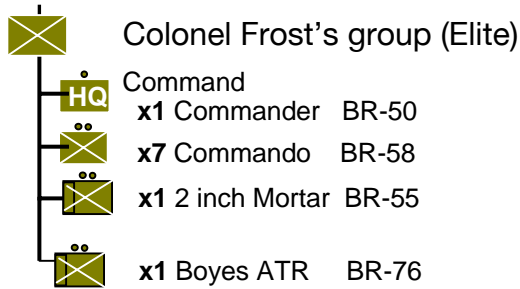 Colonel Frost's group (Elite)
HQ Command
x1 Commander BR-50
x7 Commando BR-58
x1 2 inch Mortar BR-55
x1 Boyes ATR BR-76